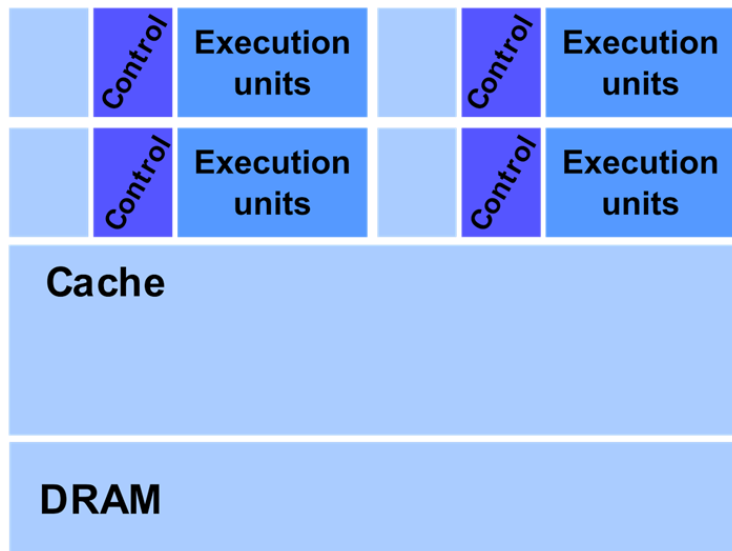 Control
Execution
units
Control
Execution
units
Control
Execution
units
Control
Execution
units
Cache
DRAM